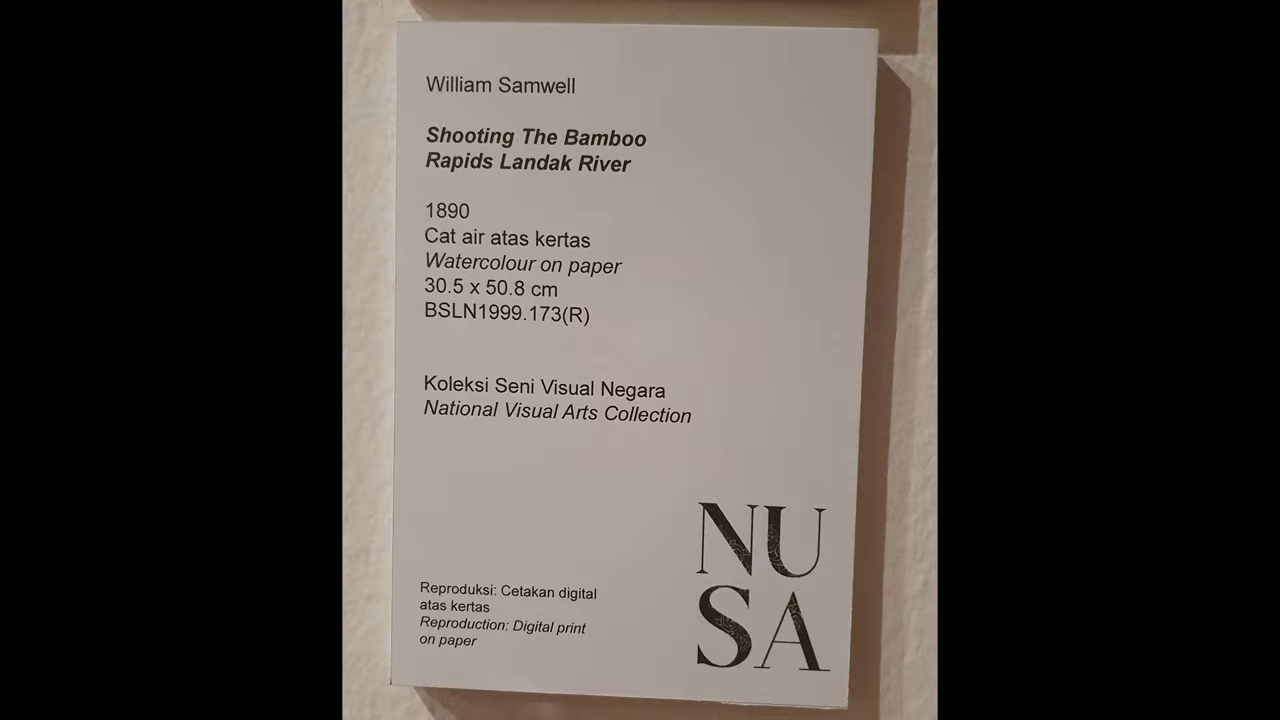 William Samwell
Shooting The Bamboo
Rapids Landak River
1890
Cat air atas kertas
Watercolour on paper
30.5 x 50.8 cm
BSLN1999.173(R)
Koleksi Seni Visual Negara
National Visual Arts Collection
Reproduksi: Cetakan digital
atas kertas
Reproduction: Digital print
on paper
NU
SA